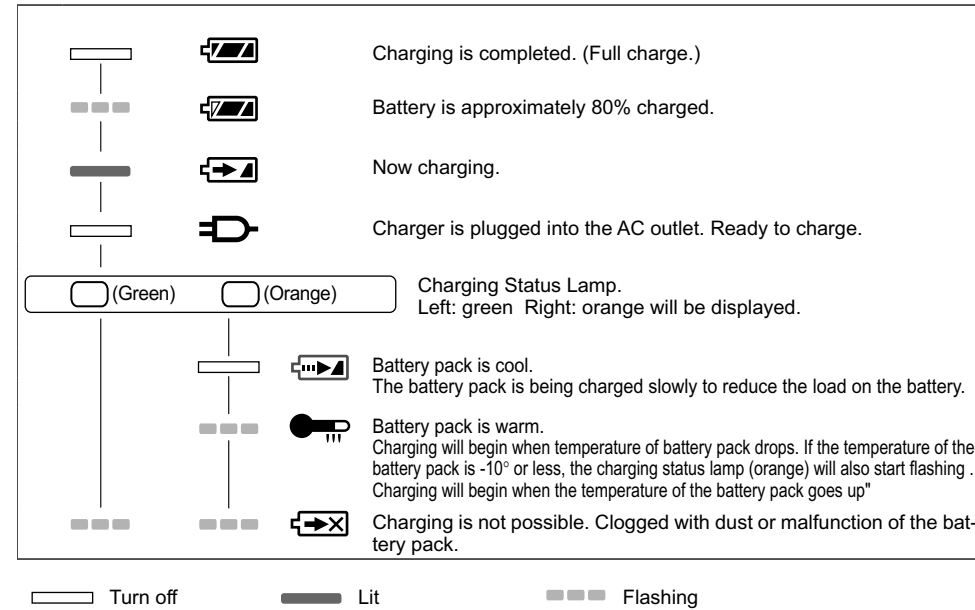 Charging is completed. (Full charge.)
Battery is approximately 80% charged.
Now charging.
Charger is plugged into the AC outlet. Ready to charge.
(Green) (Orange) Charging Status Lamp.
Left: green Right: orange will be displayed.
Battery pack is cool.
The battery pack is being charged slowly to reduce the load on the battery.
Battery pack is warm.
Charging will begin when temperature of battery pack drops. If the temperature of the
battery pack is -10° or less, the charging status lamp (orange) will also start flashing .
Charging will begin when the temperature of the battery pack goes up"
Charging is not possible. Clogged with dust or malfunction of the bat-
tery pack.
Turn off Lit Flashing